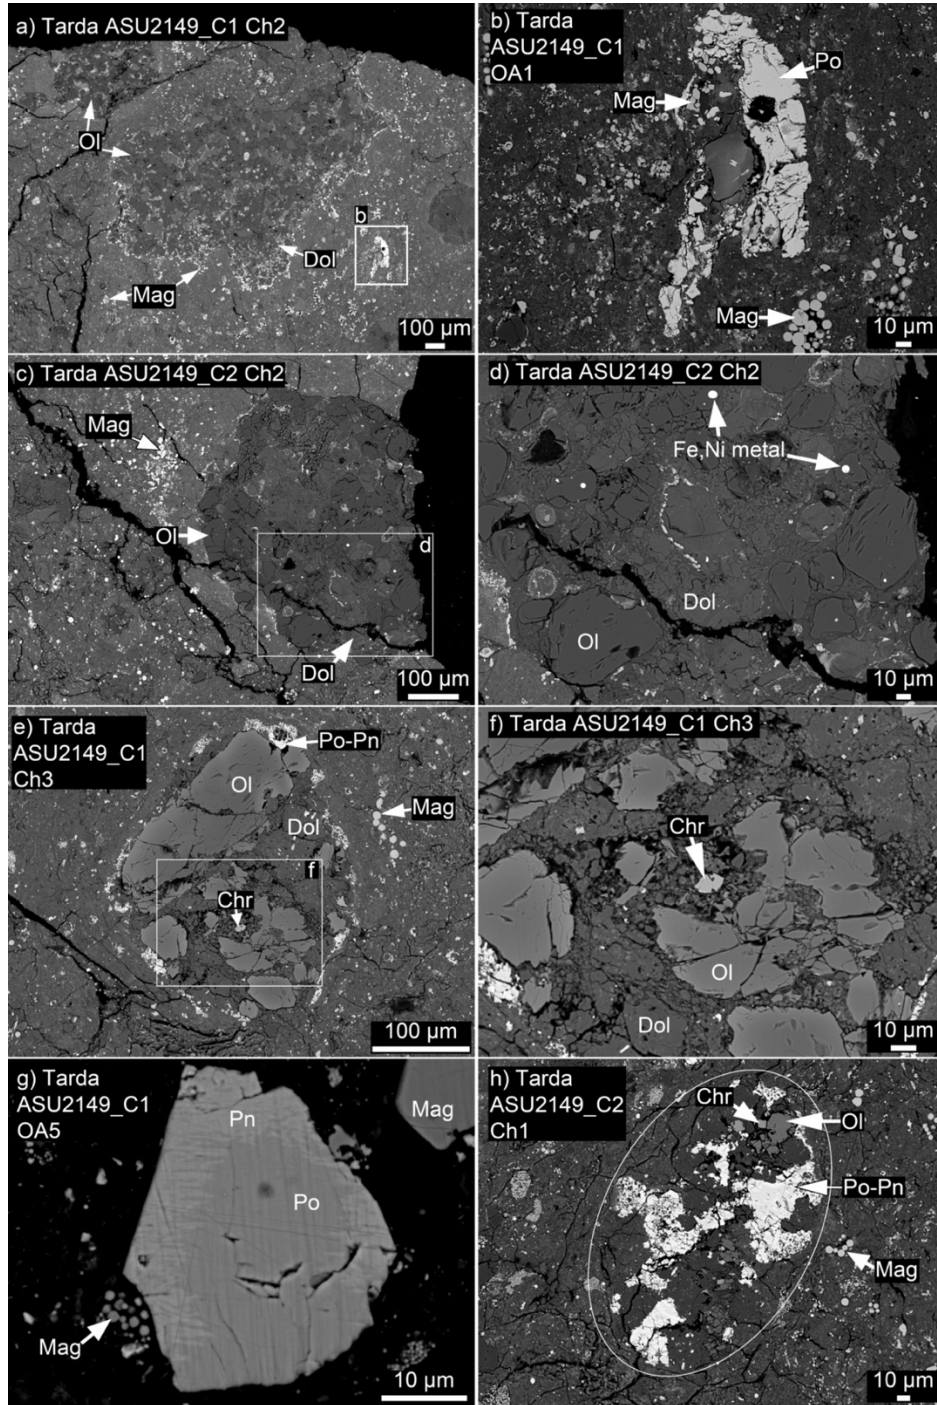 a) Tarda ASU2149_C1 Ch2
Ol
b
Dol
Mag
100 µm
b) Tarda
ASU2149_C1
OA1
Po
Mag
Mag
10 µm
c) Tarda ASU2149_C2 Ch2
Mag
Ol
d
Dol
100 µm
d) Tarda ASU2149_C2 Ch2
Fe,Ni metal
Dol
Ol
10 µm
e) Tarda
ASU2149_C1
Ch3
Po-Pn
Ol
Mag
Dol
f
Chr
100 µm
f) Tarda ASU2149_C1 Ch3
Chr
Ol
Dol
10 µm
g) Tarda
ASU2149_C1
OA5
Pn
Mag
Po
Mag
10 µm
h) Tarda
ASU2149_C2
Ch1
Chr
Ol
Po-Pn
Mag
10 µm